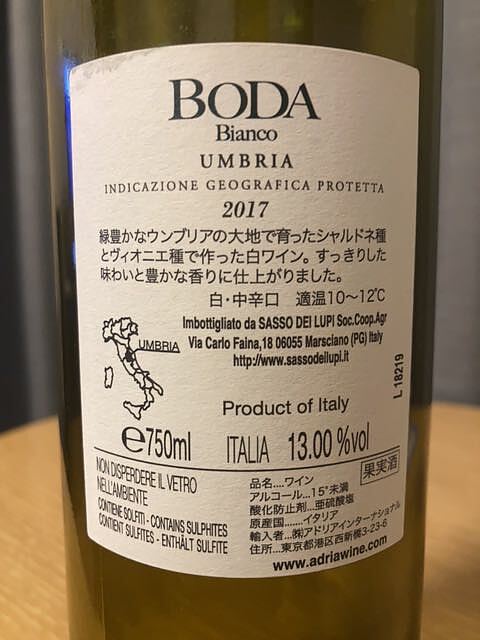 BODA
Bianco
UMBRIA
INDICAZIONE GEOGRAFICA PROTETTA
2017
緑豊かなウンブリアの大地で育ったシャルドネ種
とヴィオニエ種で作った白ワイン。すっきりした
味わいと豊かな香りに仕上がりました。
白・中辛口 適温10〜12℃
Imbottigliato da SASSO DEI LUPI Soc.Coop.Agr
Via Carlo Faina,18 06055 Marsciano (PG) Italy
http://www.sassodeilupi.it
UMBRIA
L 18219
Product of Italy
e750ml ITALIA 13.00 %vol
NON DISPERDERE IL VETRO
NELL'AMBIENTE
CONTIENE SOLFITI - CONTAINS SULPHITES
CONTIENT SULFITES - ENTHÄLT SULFITE
果実酒
品名....ワイン
アルコール....15°未満
酸化防止剤...亜硫酸塩
原産国......イタリア
輸入者...㈱アドリアインターナショナル
住所...東京都港区西新橋3-23-6
www.adriawine.com